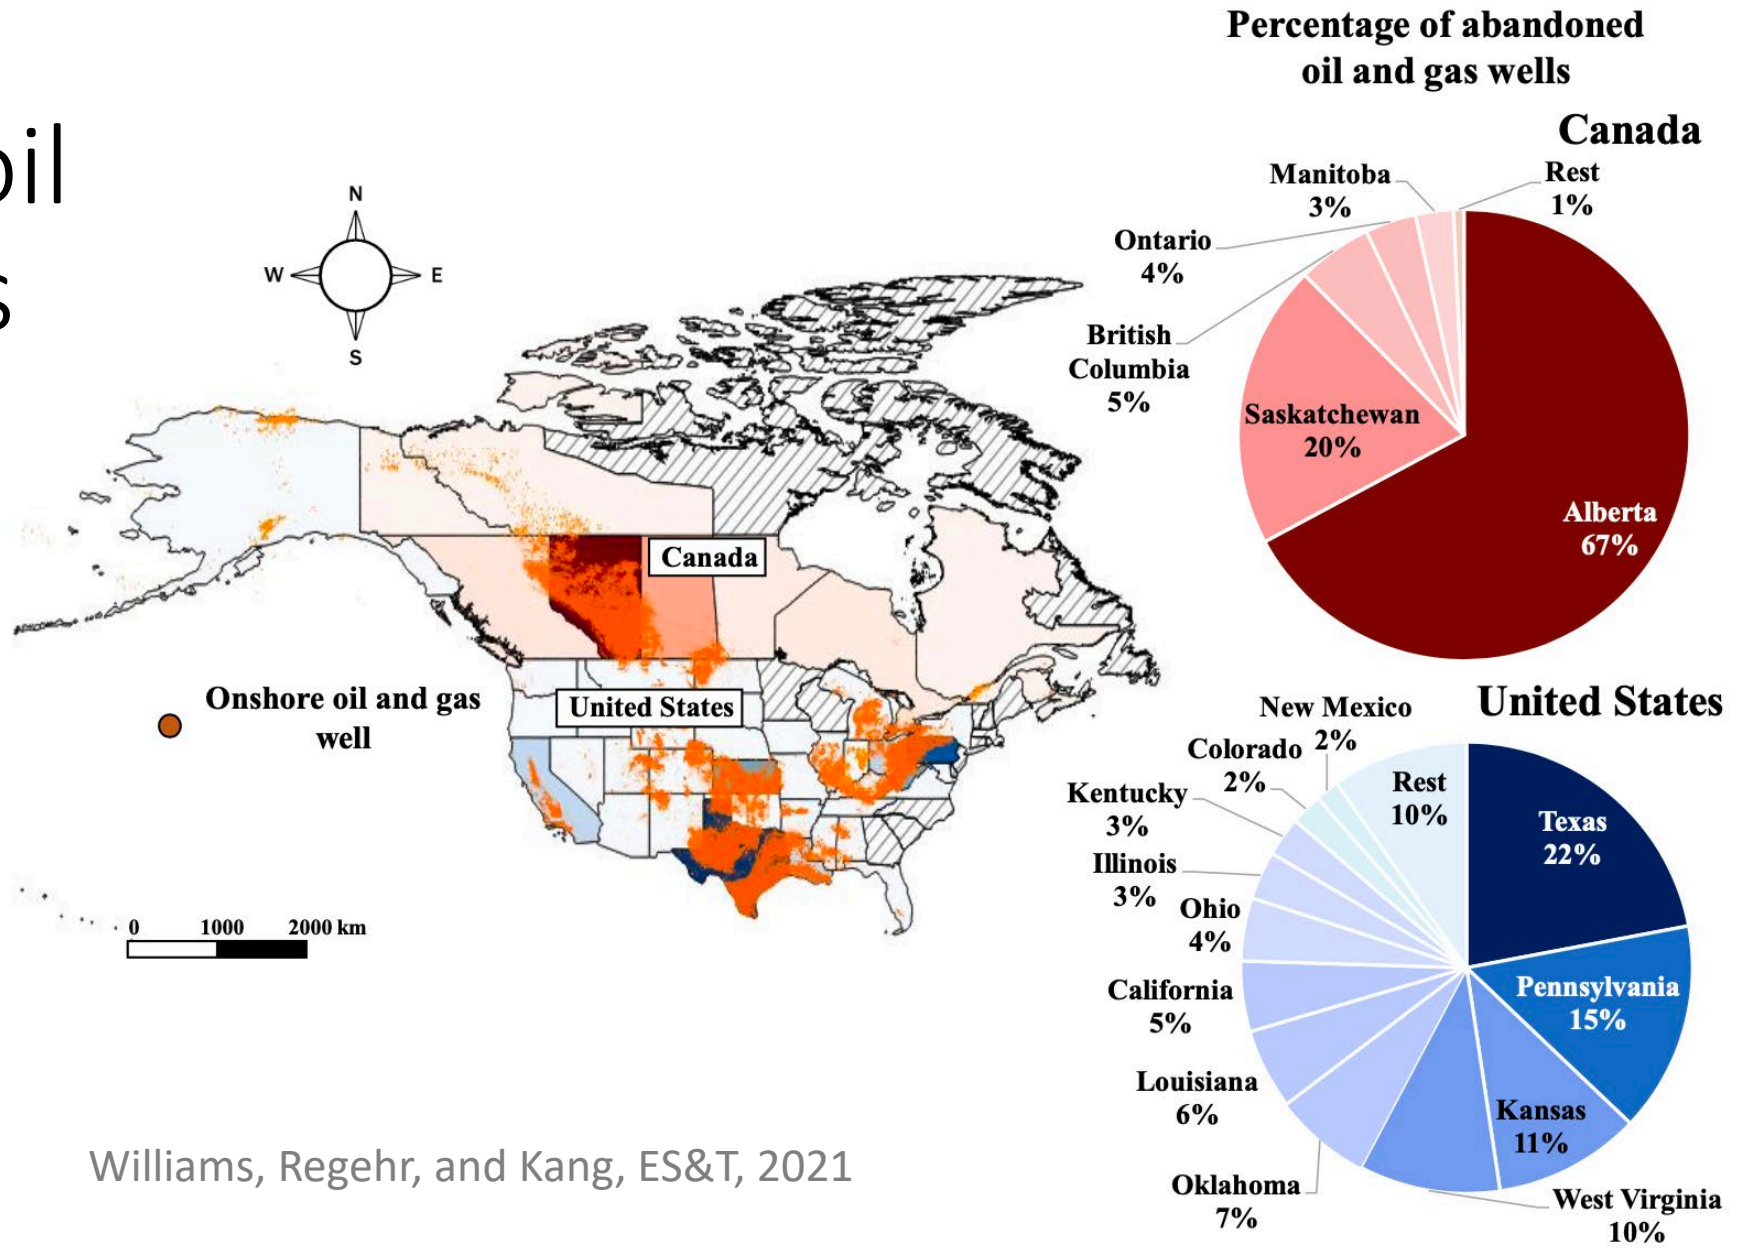 Percentage of abandoned
oil and gas wells
Canada
Manitoba
3%
Rest
1%
Ontario
4%
British
Columbia
5%
Saskatchewan
20%
Alberta
67%
oil
s
N
W
E
S
Canada
United States
Onshore oil and gas
well
0 1000 2000 km
United States
New Mexico
2%
Colorado
2%
Rest
10%
Kentucky
3%
Texas
22%
Illinois
3%
Ohio
4%
Pennsylvania
15%
California
5%
Louisiana
6%
Kansas
11%
Oklahoma
7%
West Virginia
10%
Williams, Regehr, and Kang, ES&T, 2021